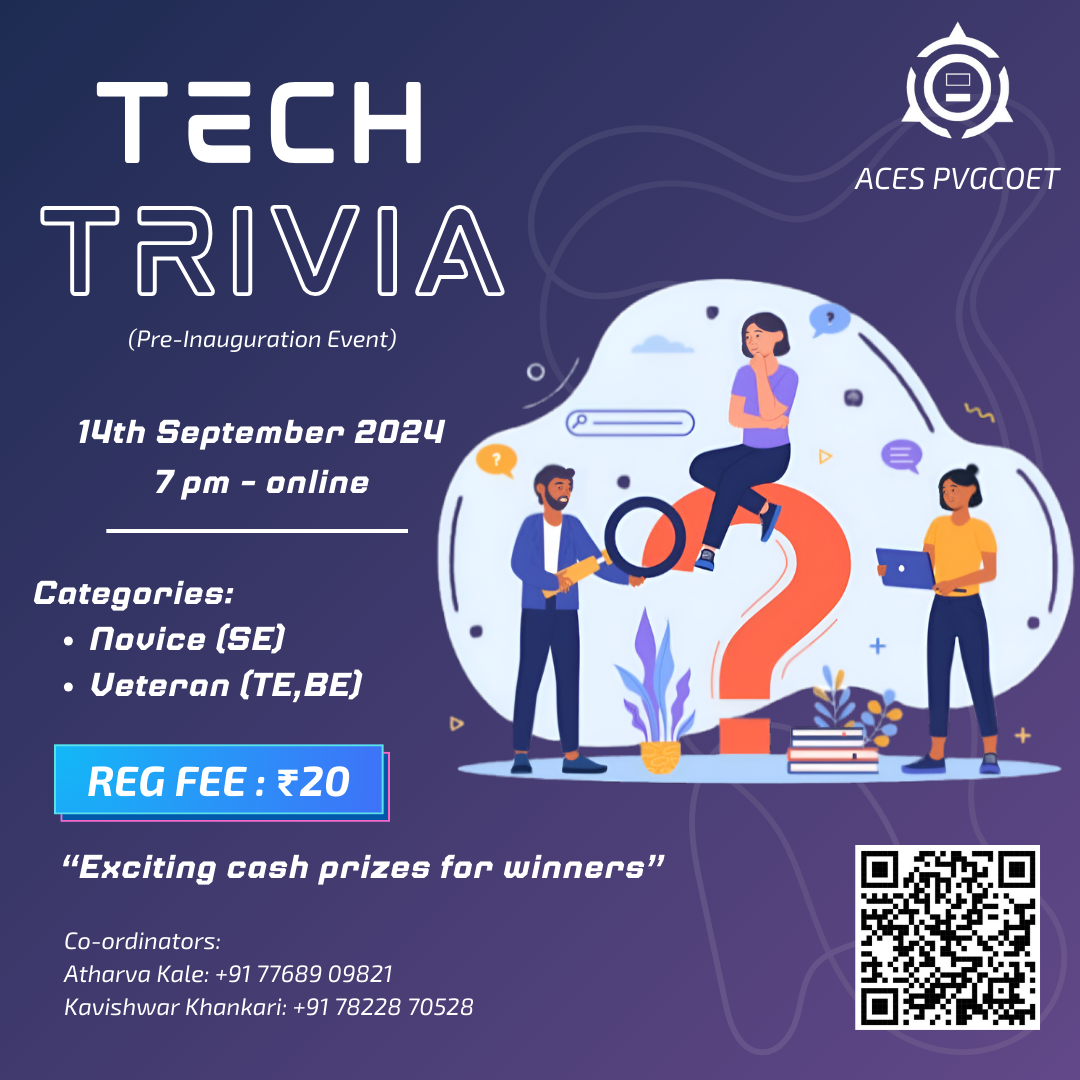 TECH
TRIVIA
(Pre-Inauguration Event)
ACES PVGCOET
14th September 2024
7 pm - online
Categories:
• Novice (SE)
• Veteran (TE,BE)
REG FEE : ₹20
“Exciting cash prizes for winners”
Co-ordinators:
Atharva Kale: +91 77689 09821
Kavishwar Khankari: +91 78228 70528
?
?